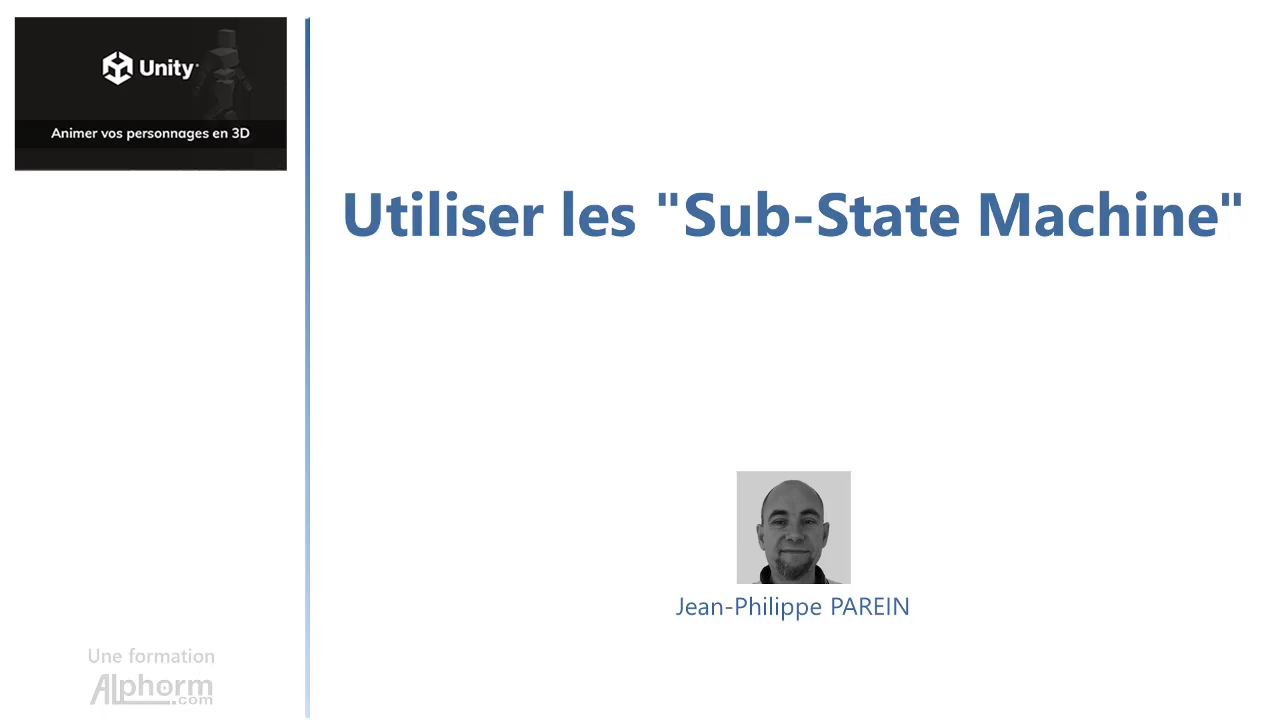 Unity
Animer vos personnages en 3D
Utiliser les "Sub-State Machine"
Jean-Philippe PAREIN
Une formation
Alphorm
.com